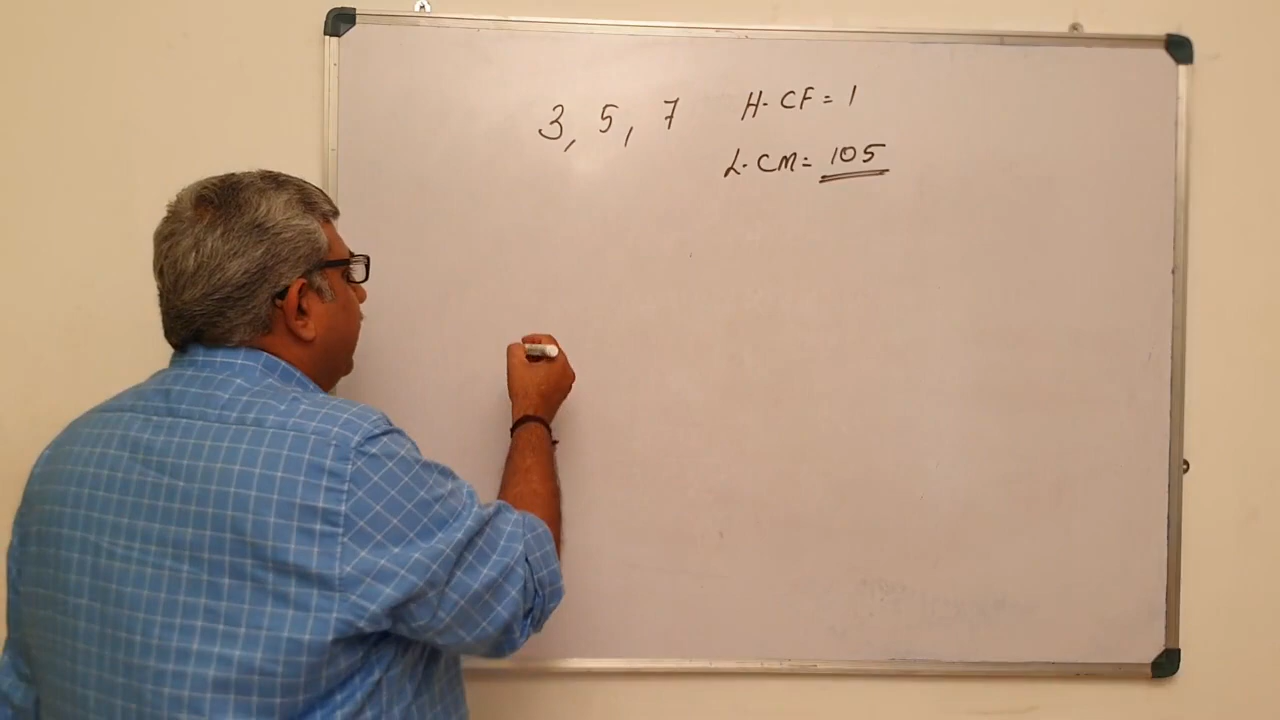 3, 5, 7 H.CF = 1
L.CM = 105